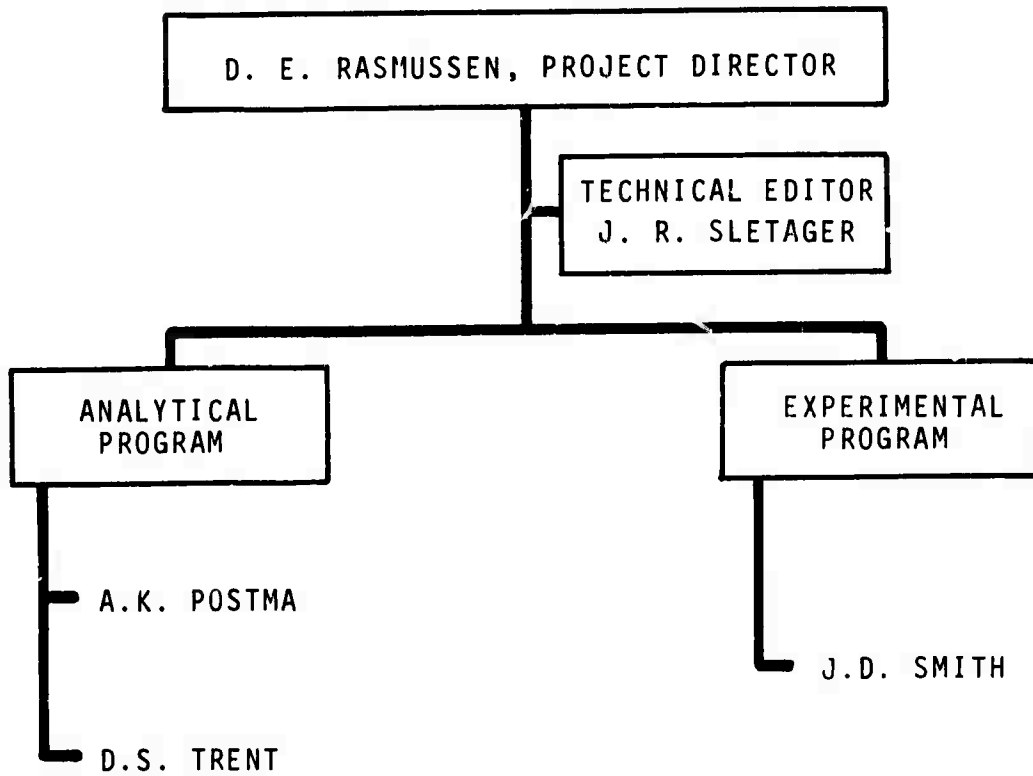 D. E. RASMUSSEN, PROJECT DIRECTOR
TECHNICAL EDITOR
J. R. SLETAGER
ANALYTICAL
PROGRAM
EXPERIMENTAL
PROGRAM
A.K. POSTMA
J.D. SMITH
D.S. TRENT